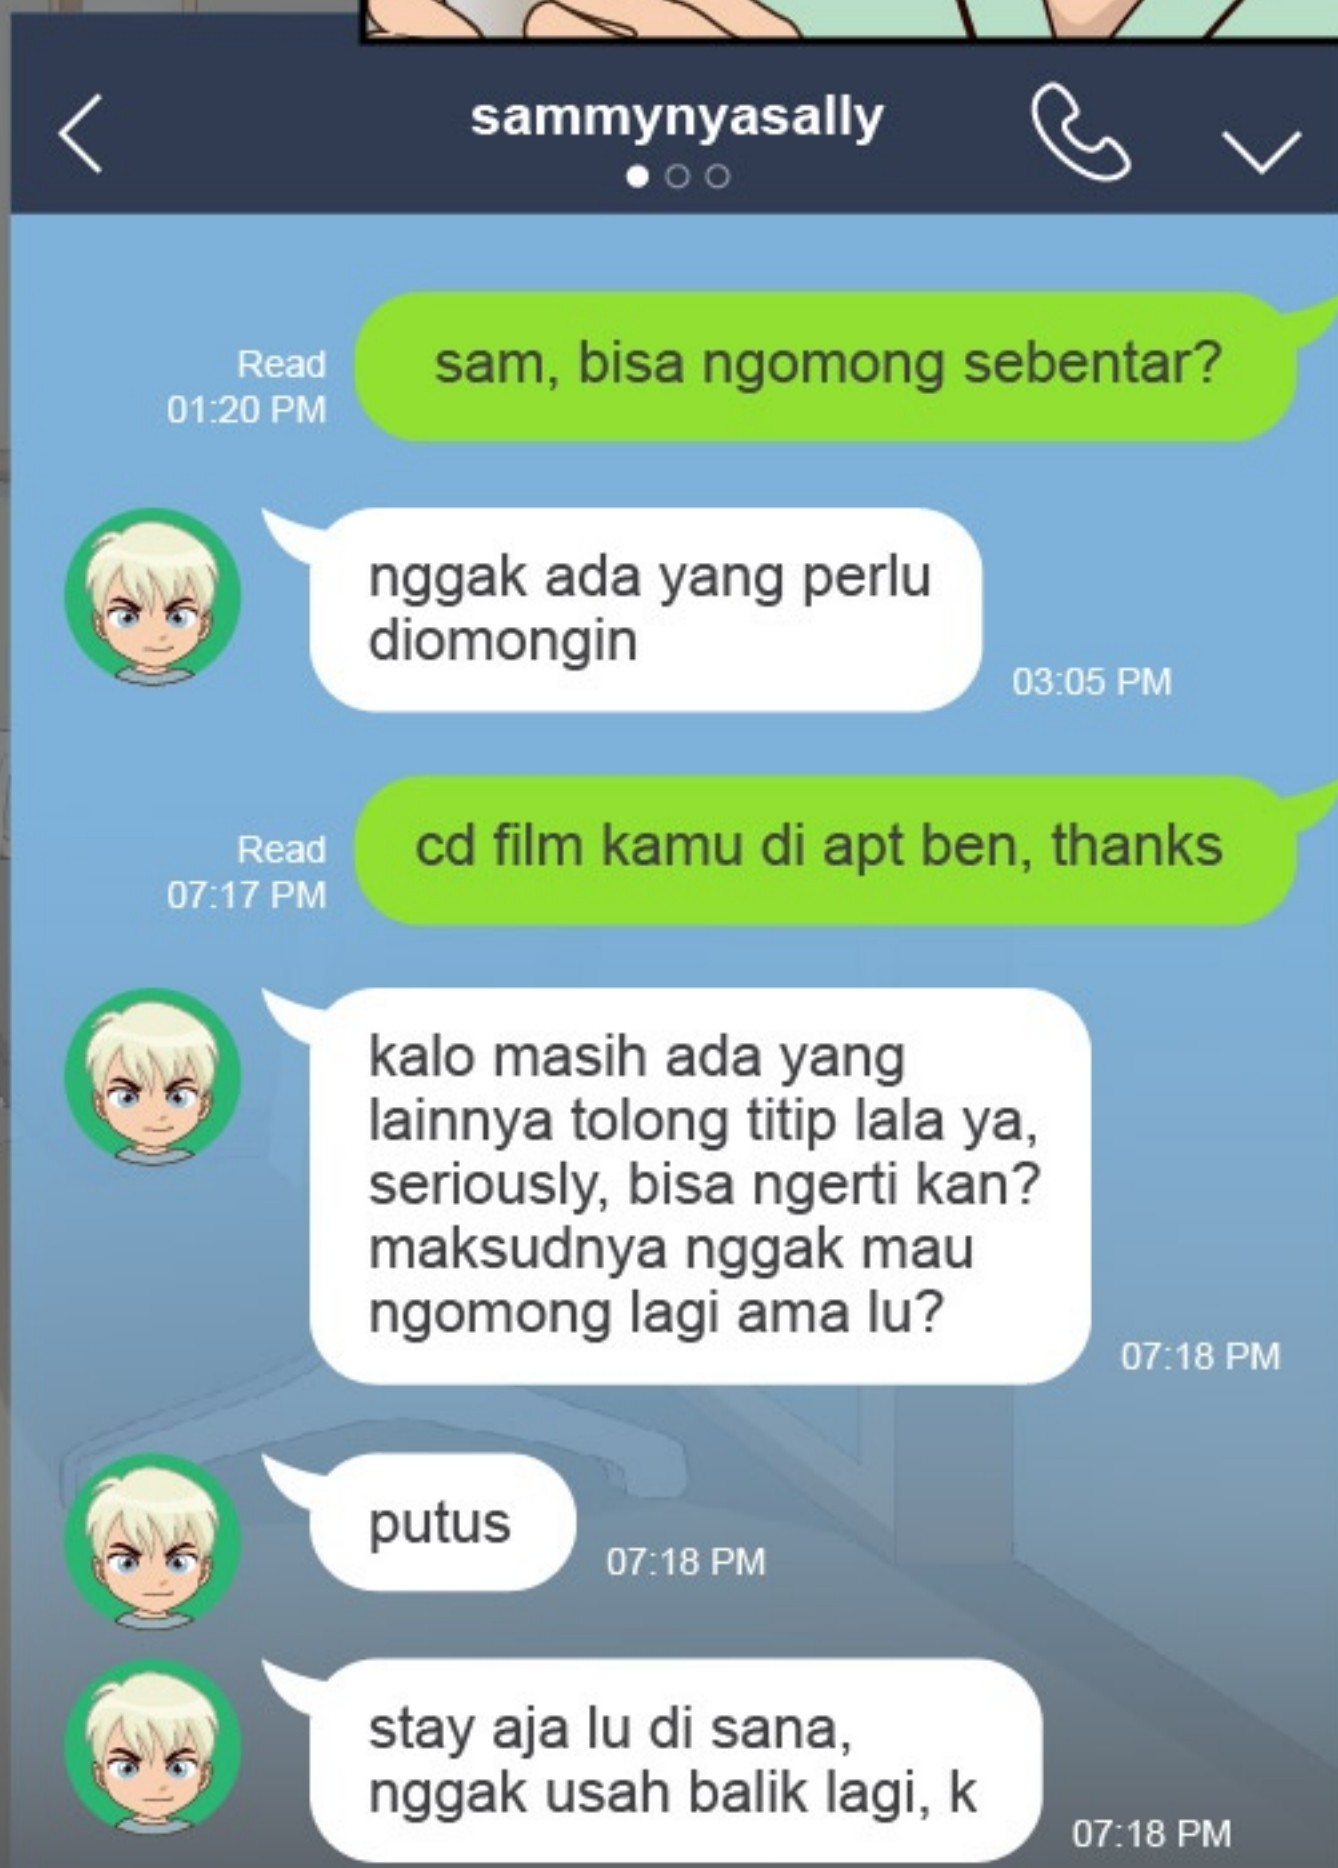 sammynyasally
sam, bisa ngomong sebentar?
Read
01:20 PM
nggak ada yang perlu
diomongin
03:05 PM
cd film kamu di apt ben, thanks
Read
07:17 PM
kalo masih ada yang
lainnya tolong titip lala ya,
seriously, bisa ngerti kan?
maksudnya nggak mau
ngomong lagi ama lu?
07:18 PM
putus
07:18 PM
stay aja lu di sana,
nggak usah balik lagi, k
07:18 PM